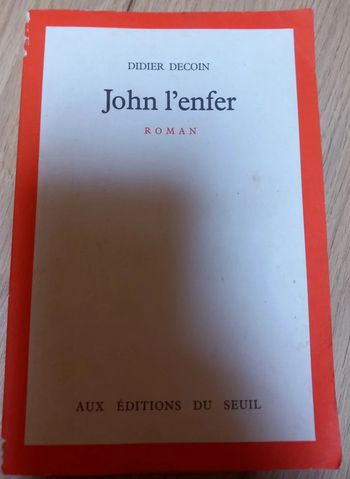 DIDIER DECOIN
John l'enfer
ROMAN
AUX ÉDITIONS DU SEUIL